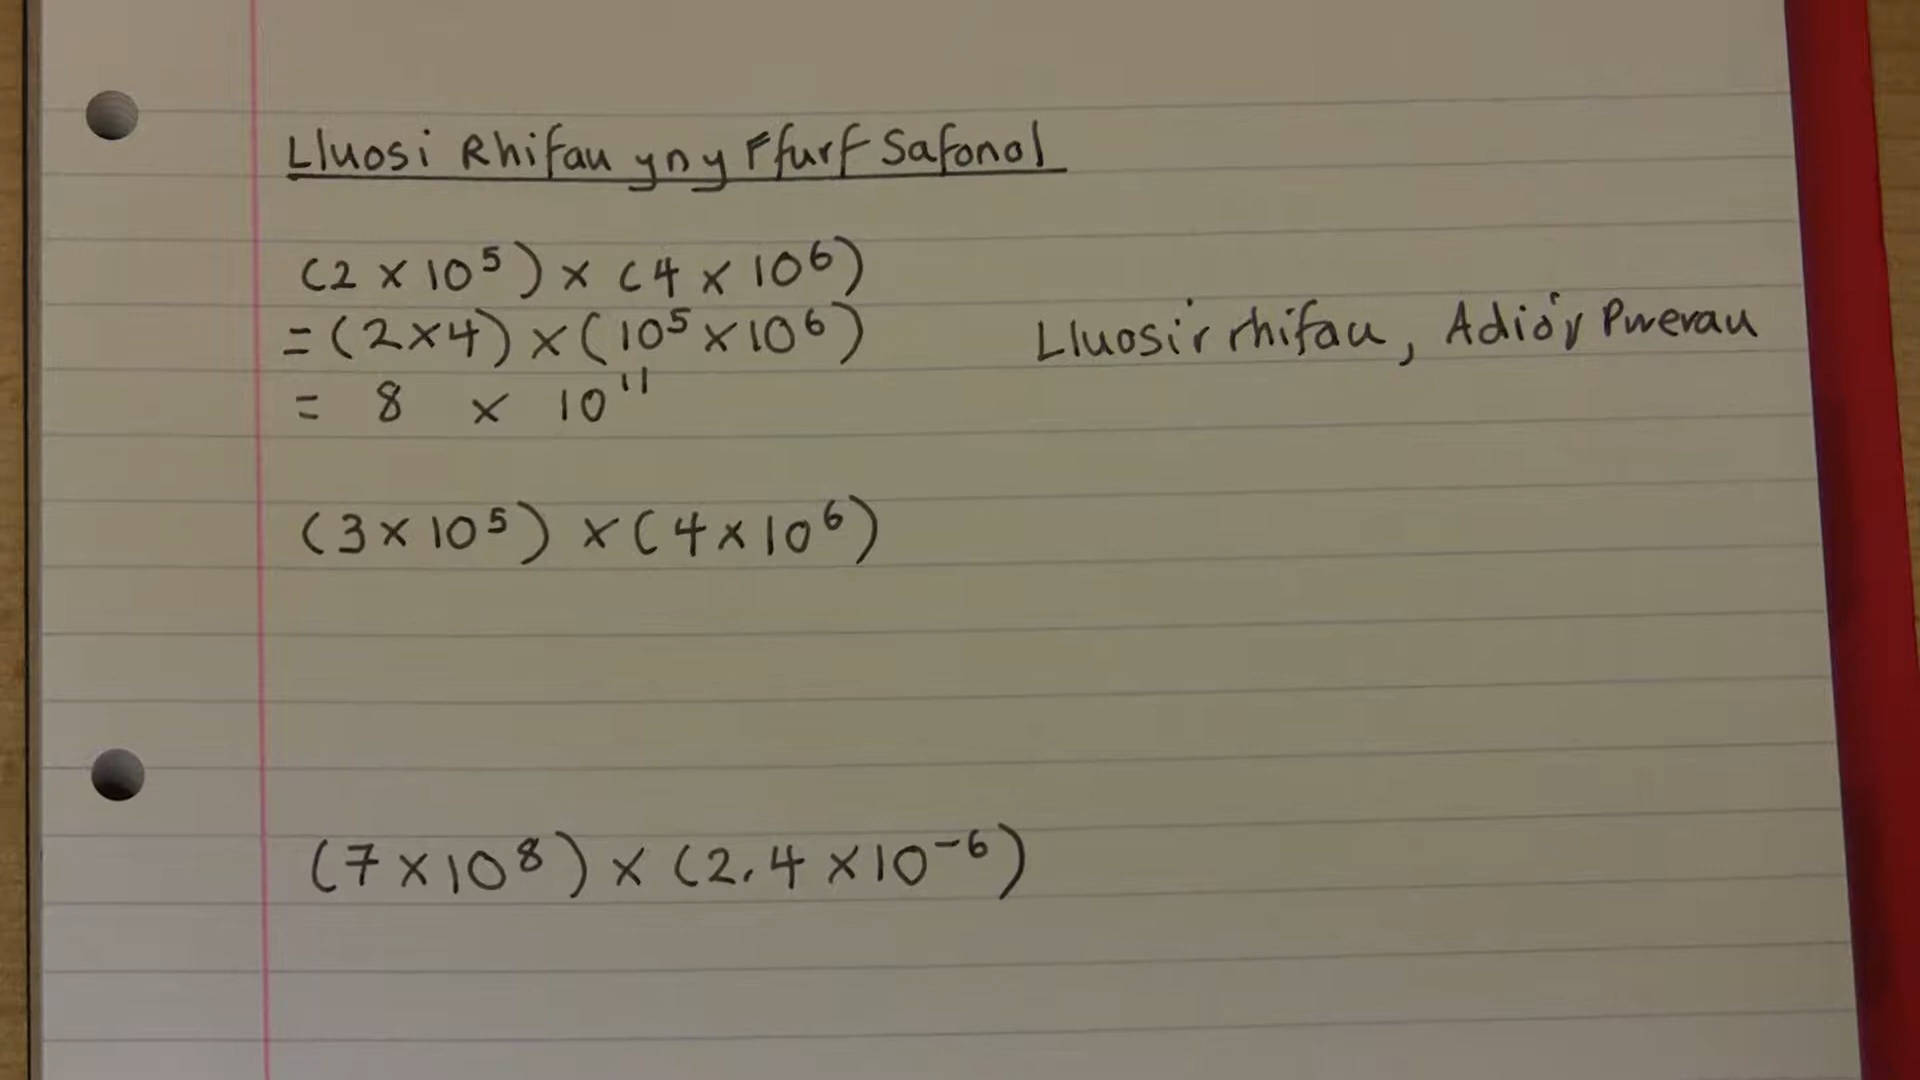 Lluosi Rhifau yn y Ffurf Safonol
(2 × 10⁵) × (4 × 10⁶)
= (2×4) × (10⁵ × 10⁶)
Lluosi'r rhifau, Adio'r Pwerau
= 8 × 10¹¹
(3 × 10⁵) × (4 × 10⁶)
(7 × 10⁸) × (2.4 × 10⁻⁶)